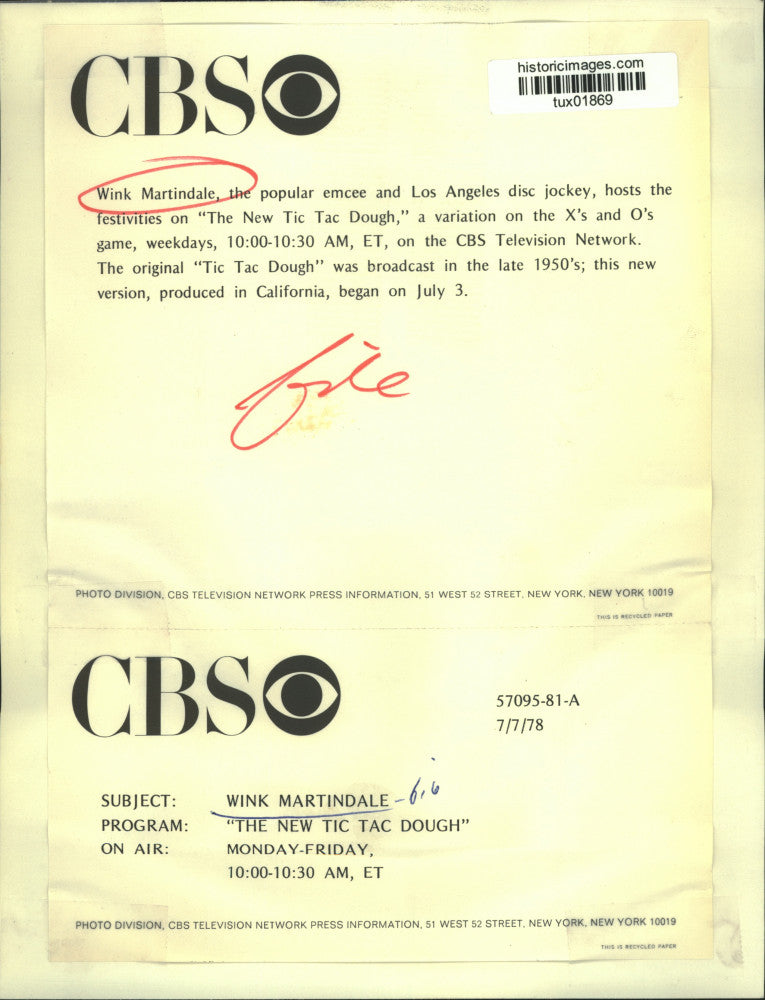 CBS
historicimages.com
tux01869
Wink Martindale, the popular emcee and Los Angeles disc jockey, hosts the
festivities on “The New Tic Tac Dough,” a variation on the X’s and O’s
game, weekdays, 10:00-10:30 AM, ET, on the CBS Television Network.
The original “Tic Tac Dough” was broadcast in the late 1950’s; this new
version, produced in California, began on July 3.
file
PHOTO DIVISION, CBS TELEVISION NETWORK PRESS INFORMATION, 51 WEST 52 STREET, NEW YORK, NEW YORK 10019
THIS IS RECYCLED PAPER
CBS
57095-81-A
7/7/78
SUBJECT: WINK MARTINDALE
PROGRAM: “THE NEW TIC TAC DOUGH”
ON AIR: MONDAY-FRIDAY,
10:00-10:30 AM, ET
PHOTO DIVISION, CBS TELEVISION NETWORK PRESS INFORMATION, 51 WEST 52 STREET, NEW YORK, NEW YORK 10019
THIS IS RECYCLED PAPER